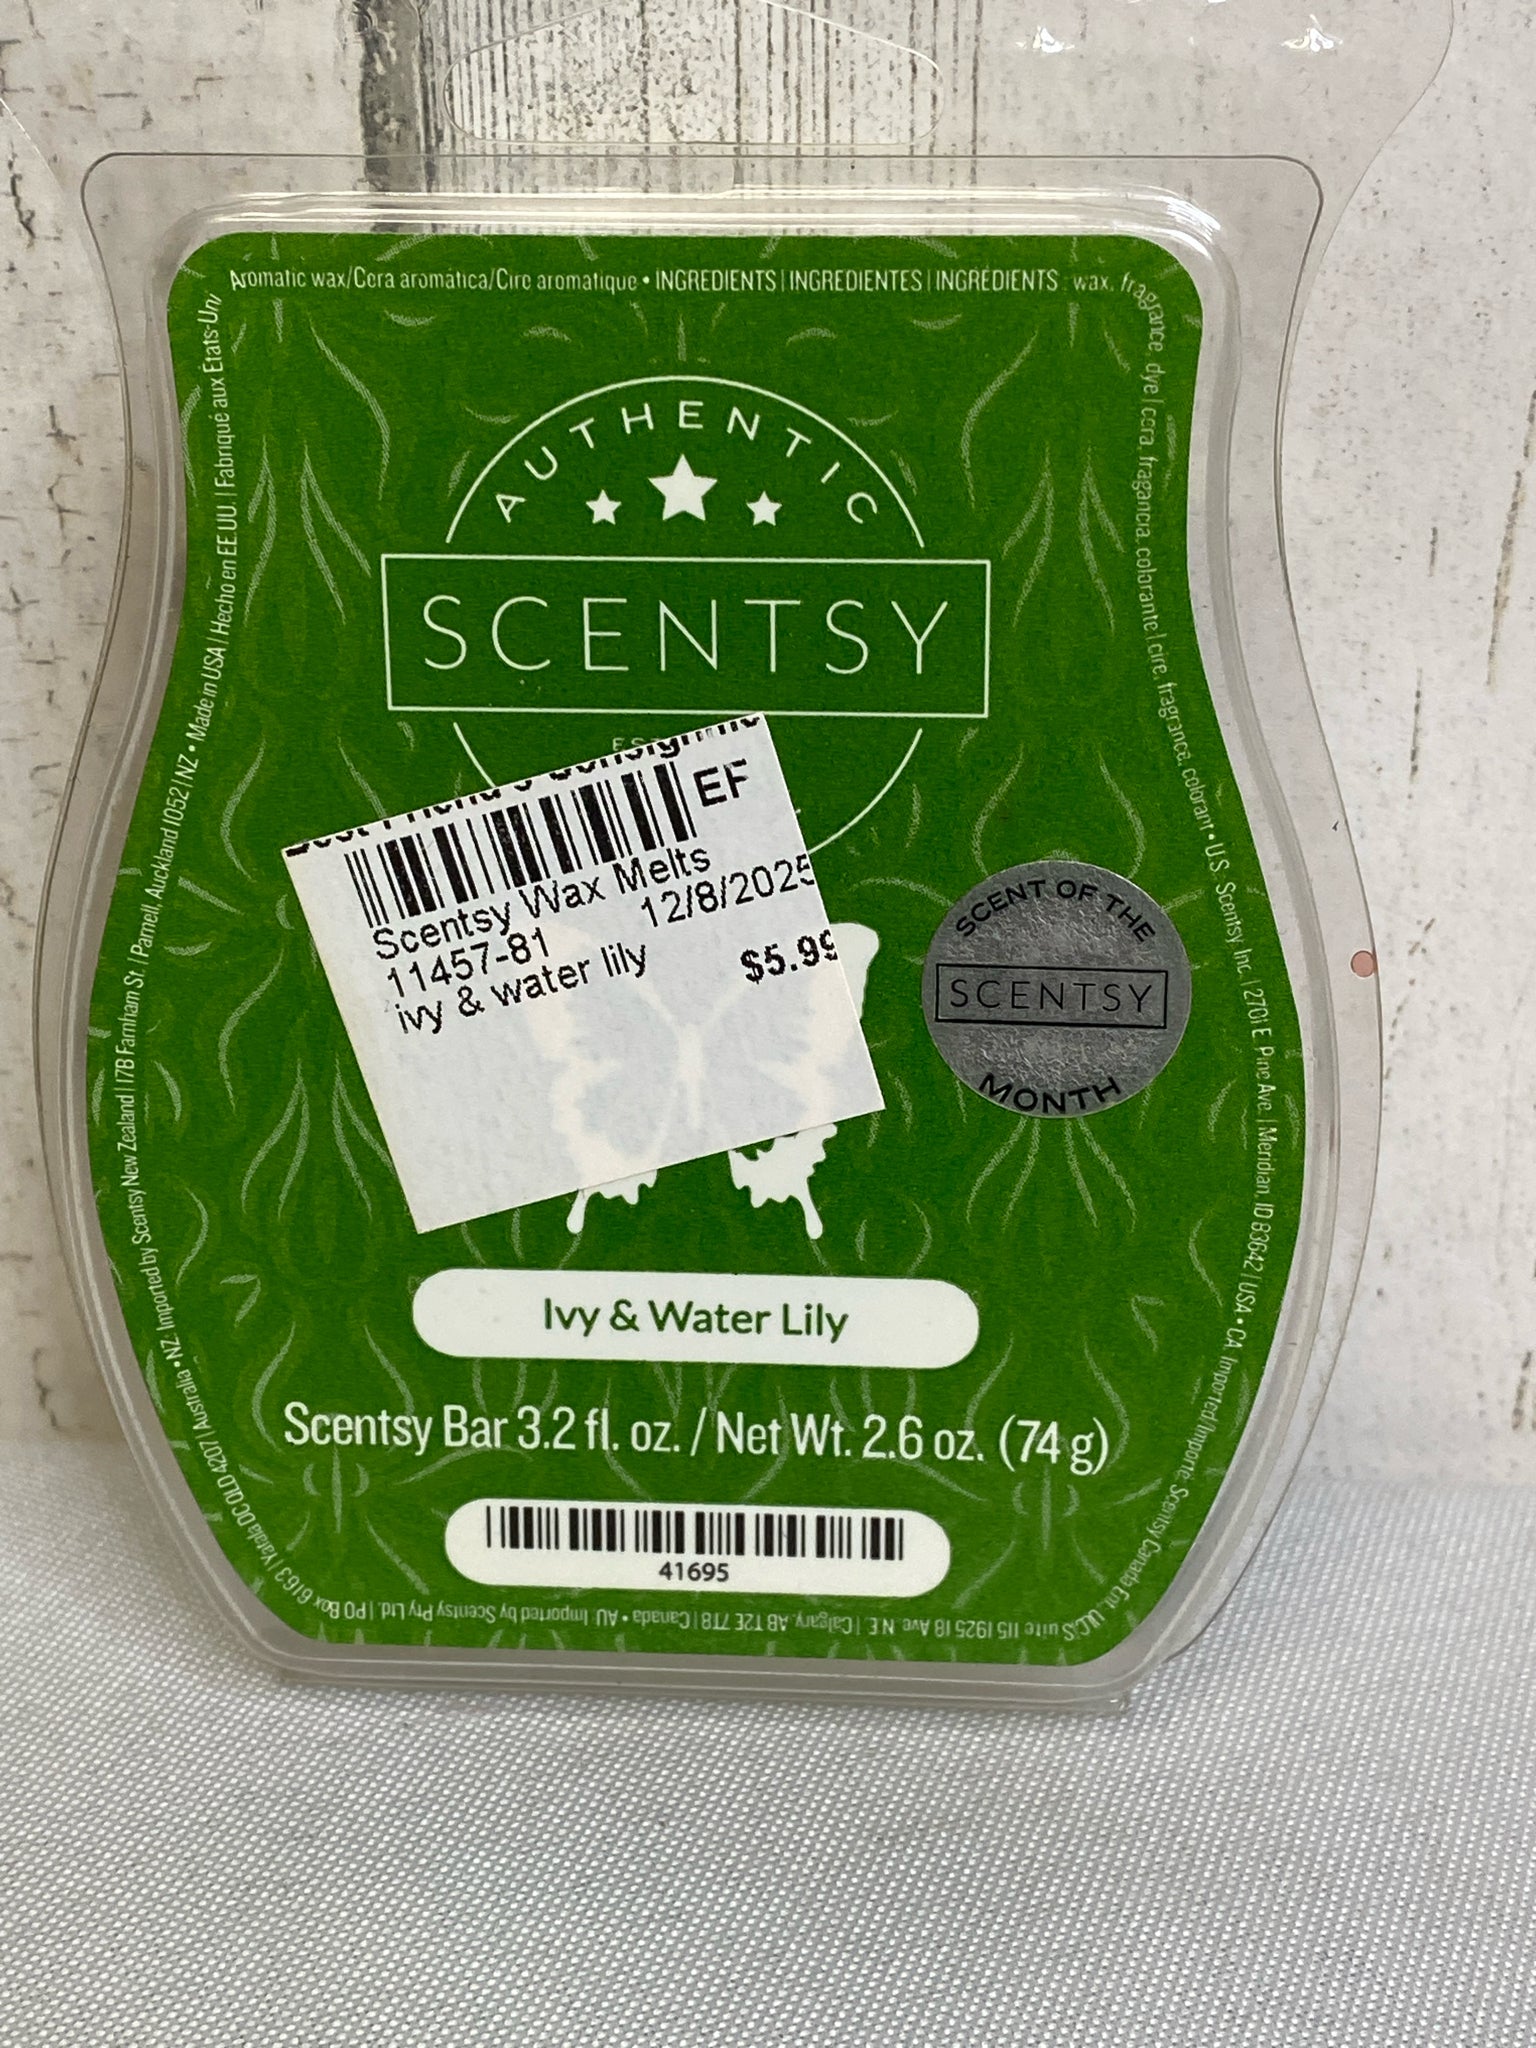 Aromatic wax/Cera aromática/Cire aromatique • INGREDIENTS | INGREDIENTES | INGRÉDIENTS : wax, fragrance, dye | cera, fragancia, colorante | cire, fragrance, colorant • U.S. Scentsy, Inc. | 2701 E. Pine Ave. | Meridian, ID 83642 | USA • CA Imported/Importé, Scentsy Canada Ent. ULC,
Suite 115 1925 18 Ave. N.E. | Calgary, AB T2E 7T8 | Canada • AU. Imported by Scentsy Pty Ltd. | PO Box 6163 | Yatala DC QLD 4207 | Australia • NZ. Imported by Scentsy New Zealand | 17B Farnham St. | Parnell, Auckland 1052 | NZ • Made in USA | Hecho en EE.UU. | Fabriqué aux États-Uni
AUTHENTIC
SCENTSY
EF
Scentsy Wax Melts
11457-81 12/8/2025
ivy & water lily $5.99
SCENT OF THE
SCENTSY
MONTH
Ivy & Water Lily
Scentsy Bar 3.2 fl. oz. / Net Wt. 2.6 oz. (74 g)
41695